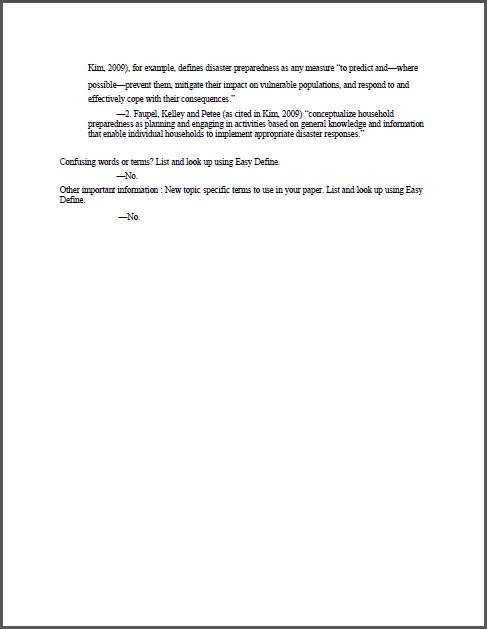 Kim, 2009), for example, defines disaster preparedness as any measure “to predict and—where
possible—prevent them, mitigate their impact on vulnerable populations, and respond to and
effectively cope with their consequences.”
—2. Faupel, Kelley and Petee (as cited in Kim, 2009) “conceptualize household
preparedness as planning and engaging in activities based on general knowledge and information
that enable individual households to implement appropriate disaster responses.”
Confusing words or terms? List and look up using Easy Define.
—No.
Other important information : New topic specific terms to use in your paper. List and look up using Easy
Define.
—No.